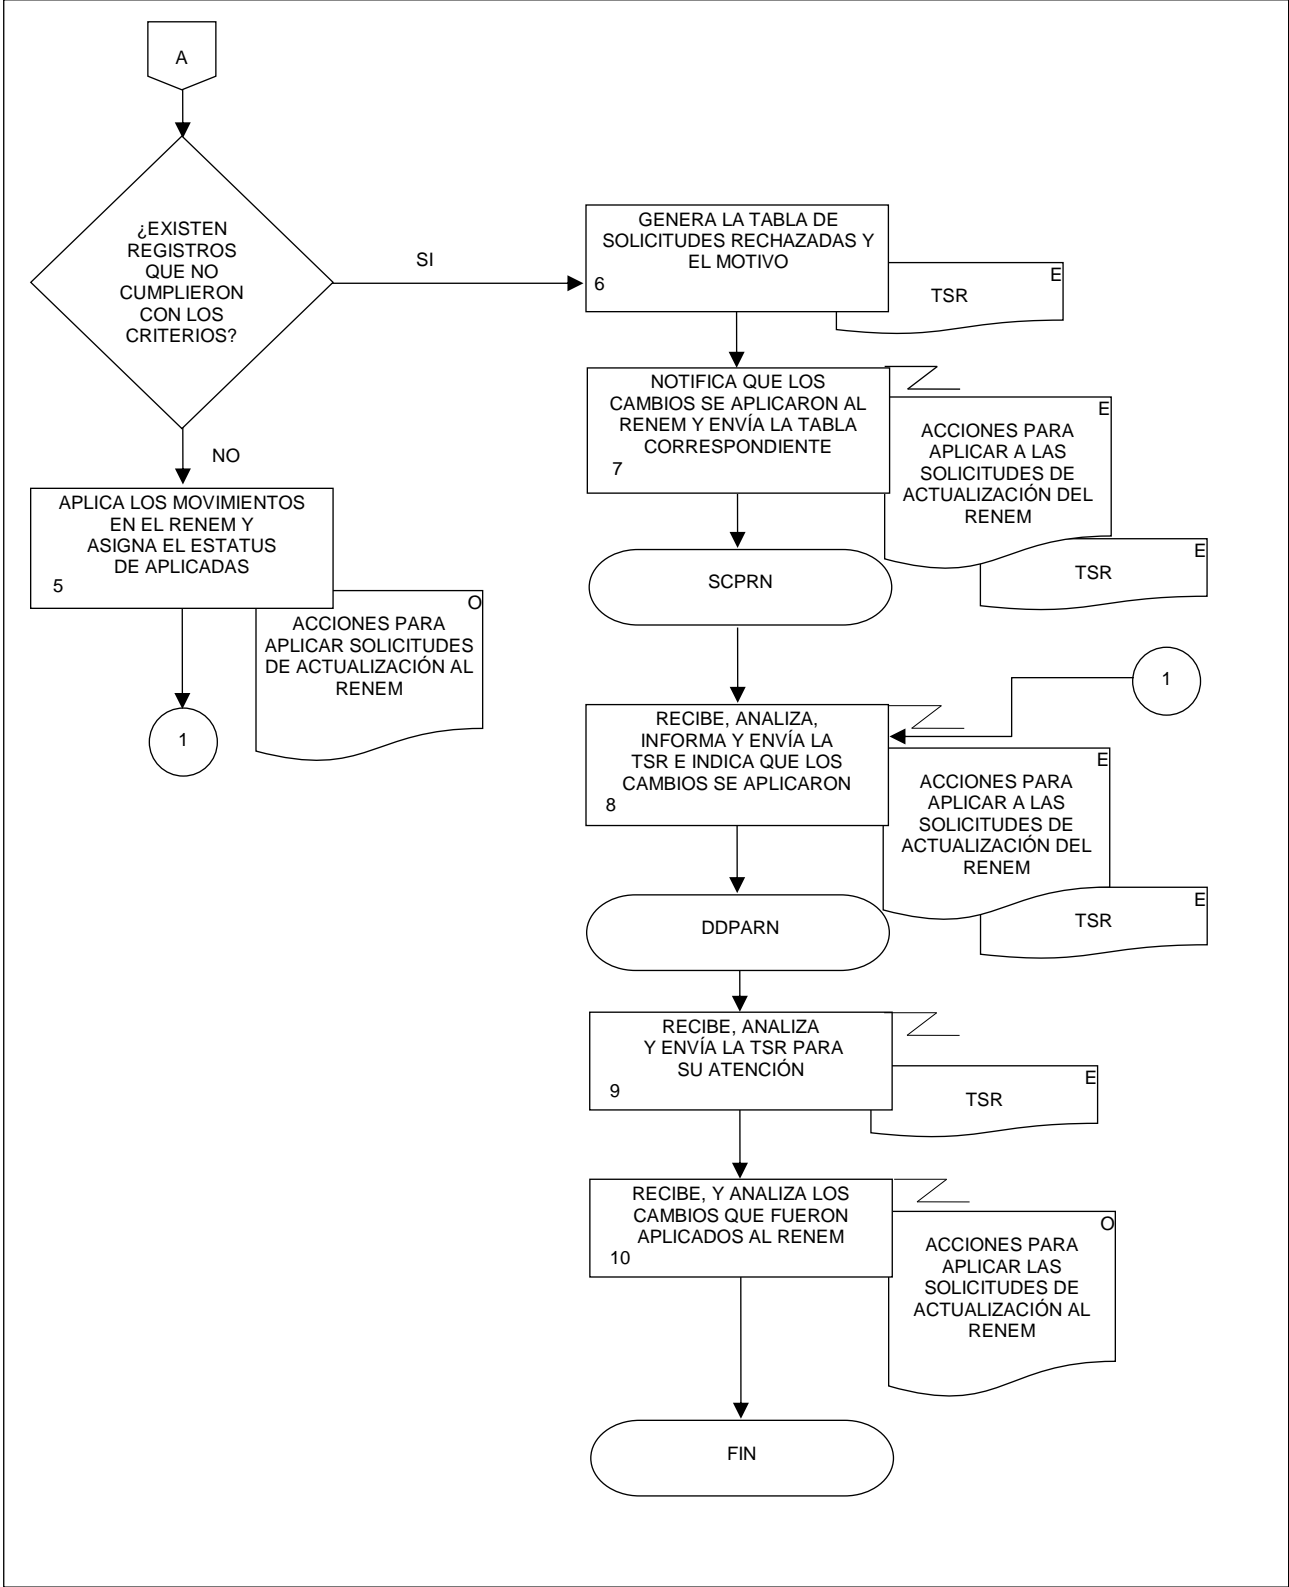 A
¿EXISTEN
REGISTROS
QUE NO
CUMPLIERON
CON LOS
CRITERIOS?
SI
NO
APLICA LOS MOVIMIENTOS
EN EL RENEM Y
ASIGNA EL ESTATUS
DE APLICADAS
5
O
ACCIONES PARA
APLICAR SOLICITUDES
DE ACTUALIZACIÓN AL
RENEM
1
GENERA LA TABLA DE
SOLICITUDES RECHAZADAS Y
EL MOTIVO
6
E
TSR
NOTIFICA QUE LOS
CAMBIOS SE APLICARON AL
RENEM Y ENVÍA LA TABLA
CORRESPONDIENTE
7
E
ACCIONES PARA
APLICAR A LAS
SOLICITUDES DE
ACTUALIZACIÓN DEL
RENEM
E
TSR
SCPRN
1
RECIBE, ANALIZA,
INFORMA Y ENVÍA LA
TSR E INDICA QUE LOS
CAMBIOS SE APLICARON
8
E
ACCIONES PARA
APLICAR A LAS
SOLICITUDES DE
ACTUALIZACIÓN DEL
RENEM
E
TSR
DDPARN
RECIBE, ANALIZA
Y ENVÍA LA TSR PARA
SU ATENCIÓN
9
E
TSR
RECIBE, Y ANALIZA LOS
CAMBIOS QUE FUERON
APLICADOS AL RENEM
10
O
ACCIONES PARA
APLICAR LAS
SOLICITUDES DE
ACTUALIZACIÓN AL
RENEM
FIN